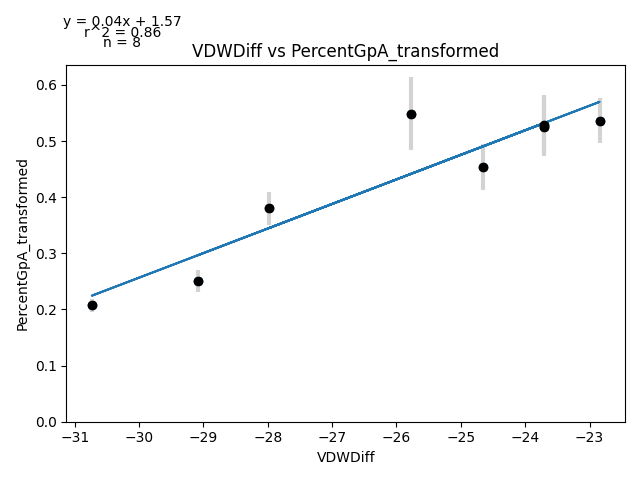 y = 0.04x + 1.57
r^2 = 0.86
n = 8
VDWDiff vs PercentGpA_transformed
PercentGpA_transformed
0.6
0.5
0.4
0.3
0.2
0.1
0.0
−31 −30 −29 −28 −27 −26 −25 −24 −23
VDWDiff